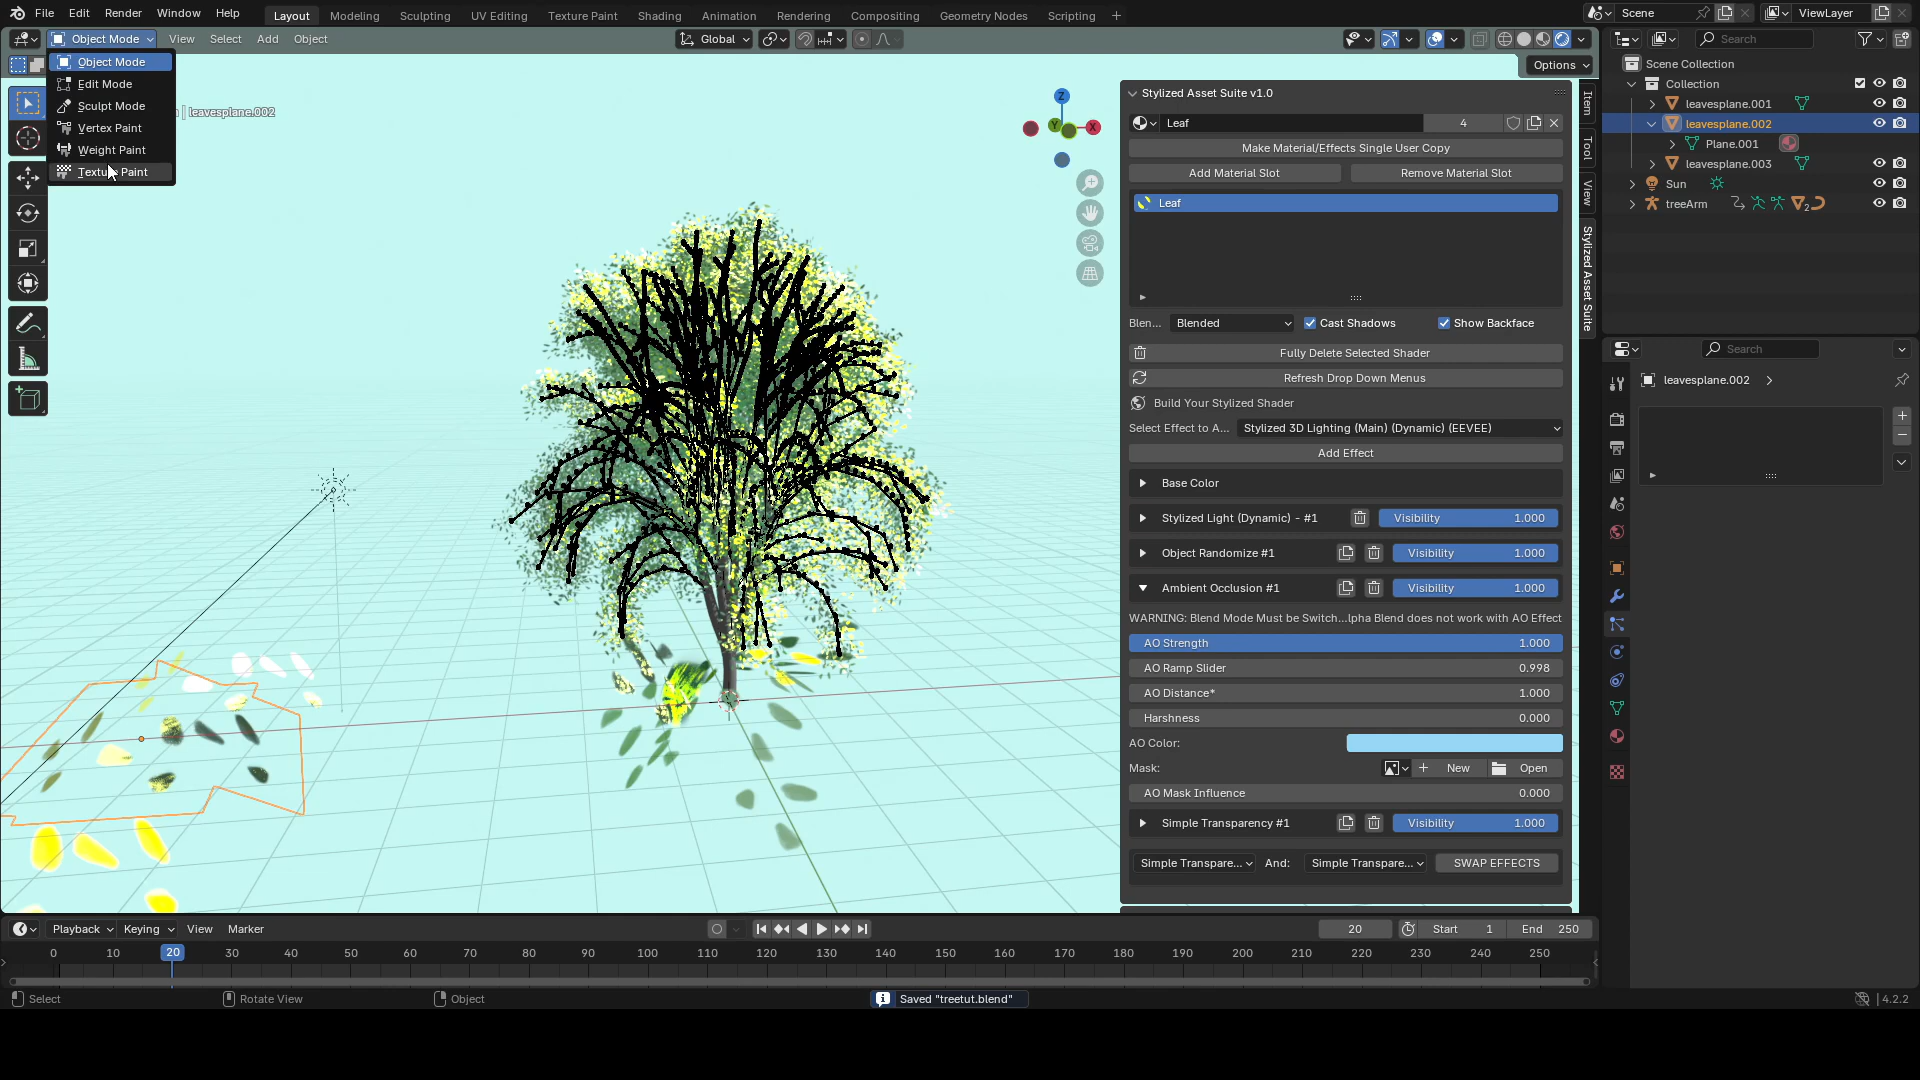 File Edit Render Window Help Layout Modeling Sculpting UV Editing Texture Paint Shading Animation Rendering Compositing Geometry Nodes Scripting + Scene ViewLayer
Object Mode View Select Add Object Global Search
Options
Object Mode
Edit Mode
Sculpt Mode
Vertex Paint
Weight Paint
Texture Paint
| leavesplane.002
Z
Y
X
Stylized Asset Suite v1.0
Leaf 4
Make Material/Effects Single User Copy
Add Material Slot Remove Material Slot
Leaf
Blen... Blended Cast Shadows Show Backface
Fully Delete Selected Shader
Refresh Drop Down Menus
Build Your Stylized Shader
Select Effect to A... Stylized 3D Lighting (Main) (Dynamic) (EEVEE)
Add Effect
Base Color
Stylized Light (Dynamic) - #1 Visibility 1.000
Object Randomize #1 Visibility 1.000
Ambient Occlusion #1 Visibility 1.000
WARNING: Blend Mode Must be Switch...lpha Blend does not work with AO Effect
AO Strength 1.000
AO Ramp Slider 0.998
AO Distance* 1.000
Harshness 0.000
AO Color:
Mask: New Open
AO Mask Influence 0.000
Simple Transparency #1 Visibility 1.000
Simple Transpare... And: Simple Transpare... SWAP EFFECTS
Item
Tool
View
Stylized Asset Suite
Scene Collection
Collection
leavesplane.001
leavesplane.002
Plane.001
leavesplane.003
Sun
treeArm 2
Search
leavesplane.002
Playback Keying View Marker 20 Start 1 End 250
0 10 20 30 40 50 60 70 80 90 100 110 120 130 140 150 160 170 180 190 200 210 220 230 240 250
Select Rotate View Object Saved "treetut.blend" 4.2.2